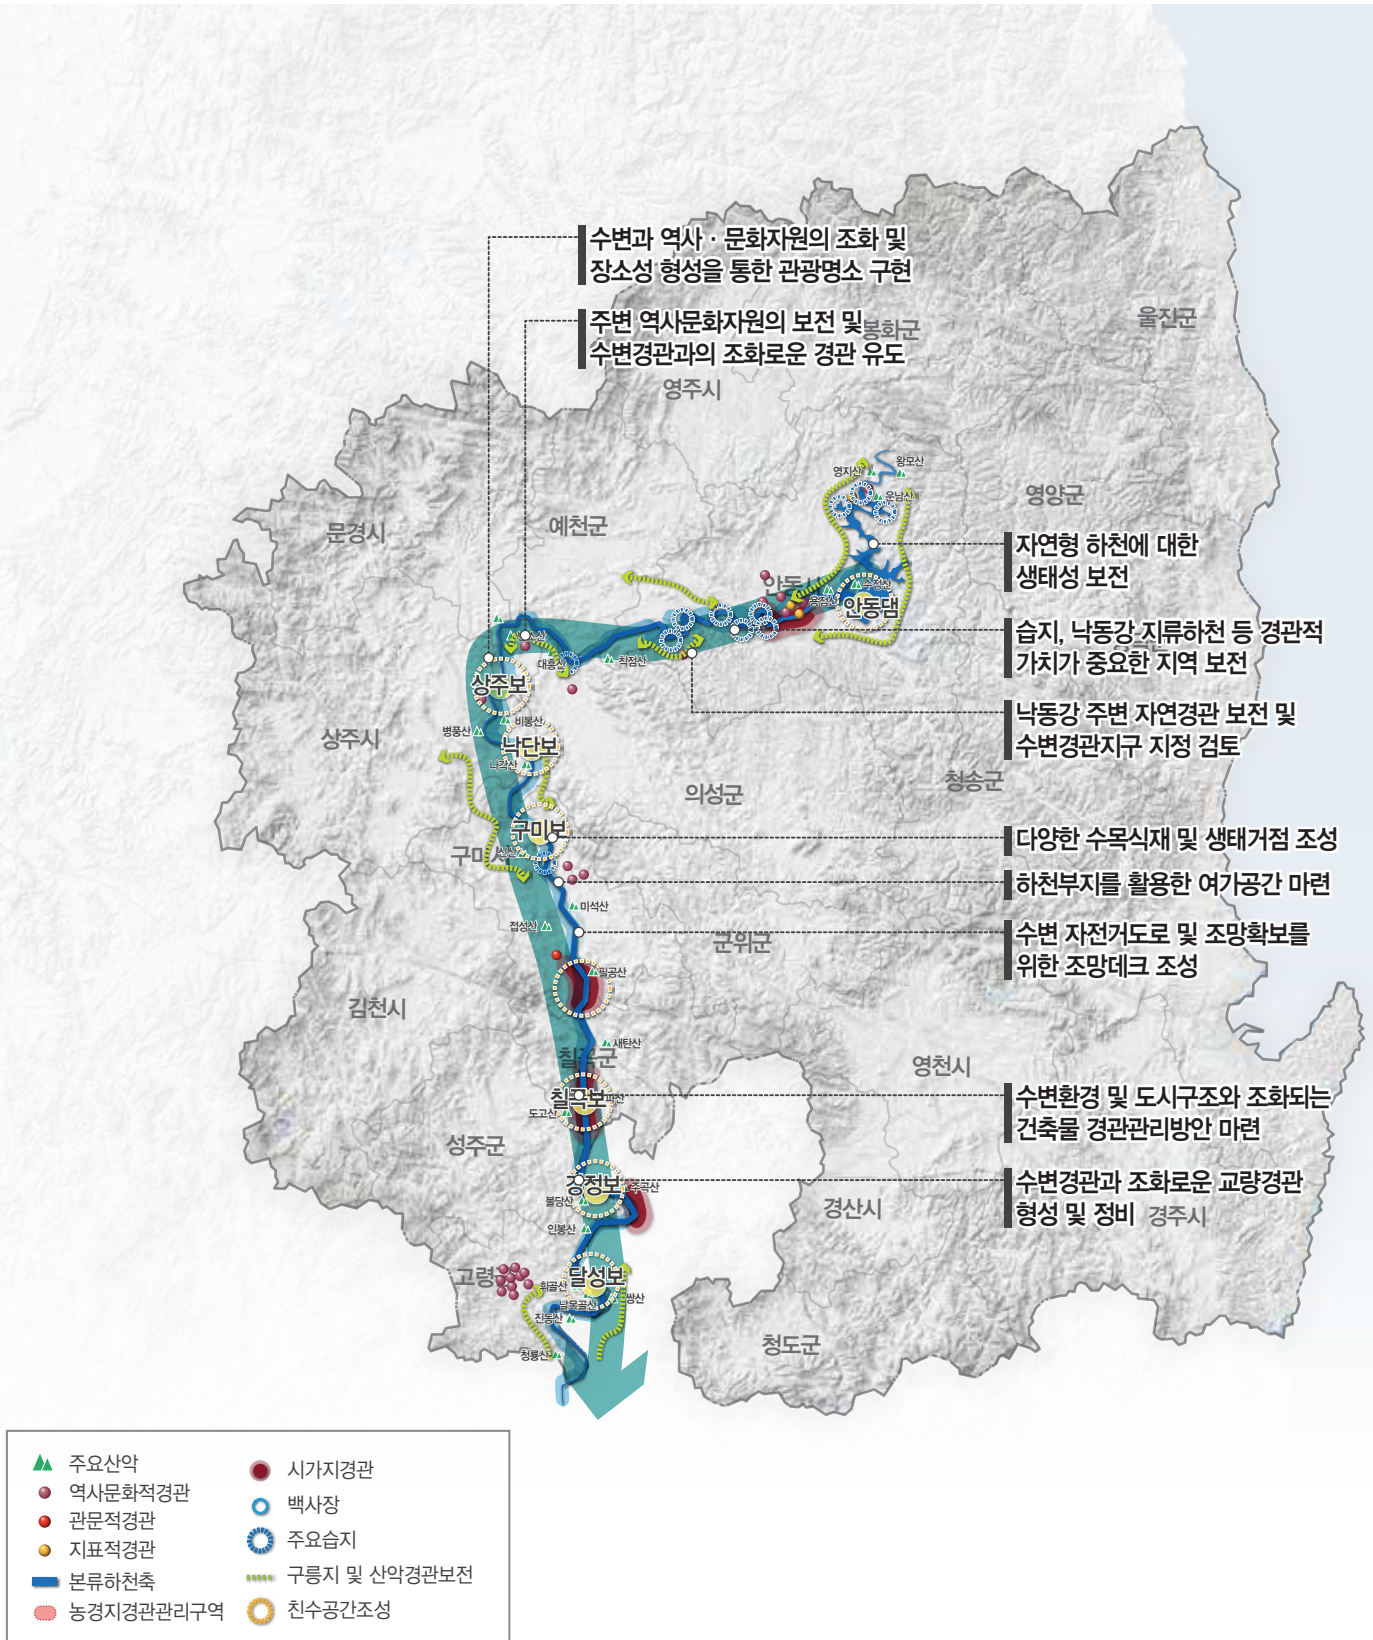 수변과 역사 · 문화자원의 조화 및
장소성 형성을 통한 관광명소 구현
주변 역사문화자원의 보전 및
수변경관과의 조화로운 경관 유도
봉화군
울진군
영주시
영지산
왕모산
운남산
영양군
문경시
예천군
자연형 하천에 대한
생태성 보전
안동
수정산
안동댐
습지, 낙동강 지류하천 등 경관적
가치가 중요한 지역 보전
대흥산
착점산
상주보
낙동강 주변 자연경관 보전 및
수변경관지구 지정 검토
비봉산
병풍산
상주시
낙단보
나각산
의성군
청송군
구미보
다양한 수목식재 및 생태거점 조성
구미
하천부지를 활용한 여가공간 마련
미석산
접성산
수변 자전거도로 및 조망확보를
위한 조망데크 조성
군위군
필공산
김천시
새탄산
칠곡군
영천시
칠곡보
도고산
수변환경 및 도시구조와 조화되는
건축물 경관관리방안 마련
성주군
강정보
주곡산
수변경관과 조화로운 교량경관
형성 및 정비
불당산
경산시
경주시
인봉산
고령
달성보
휘골산
쌍산
남목골산
진동산
청룡산
청도군
주요산악
역사문화적경관
관문적경관
지표적경관
본류하천축
농경지경관관리구역
시가지경관
백사장
주요습지
구릉지 및 산악경관보전
친수공간조성